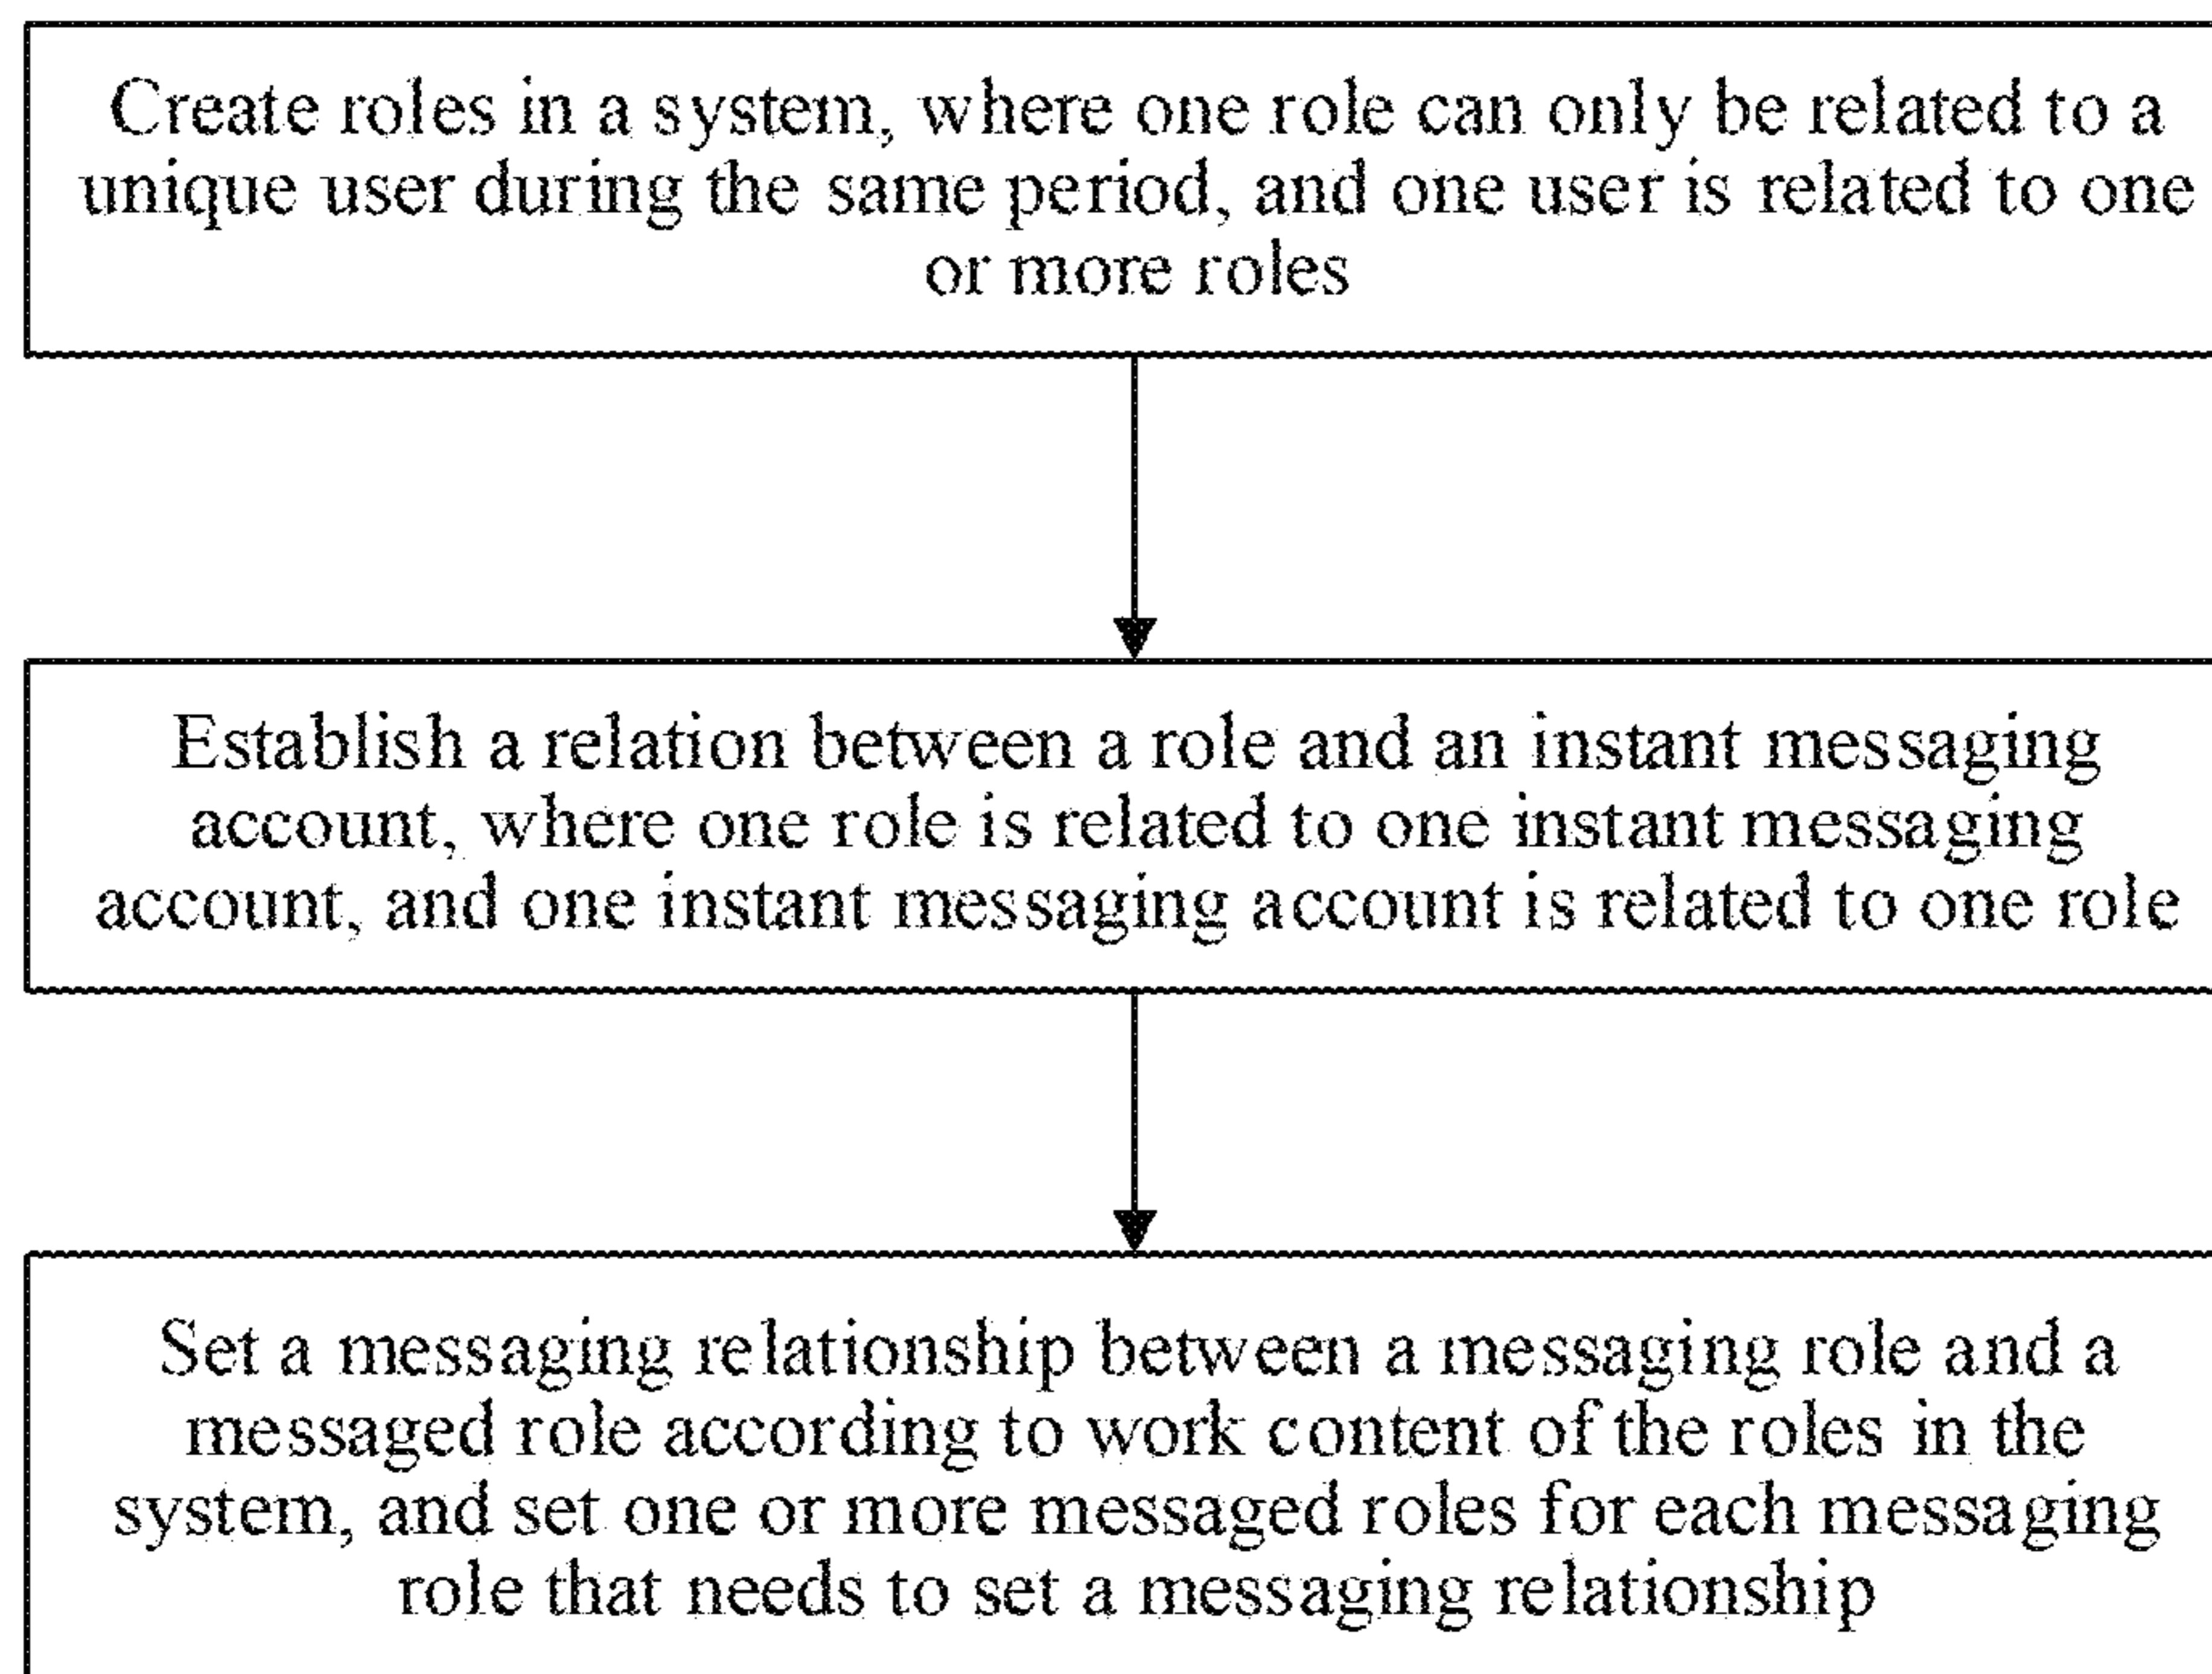 Create roles in a system, where one role can only be related to a
unique user during the same period, and one user is related to one
or more roles
Establish a relation between a role and an instant messaging
account, where one role is related to one instant messaging
account, and one instant messaging account is related to one role
Set a messaging relationship between a messaging role and a
messaged role according to work content of the roles in the
system, and set one or more messaged roles for each messaging
role that needs to set a messaging relationship